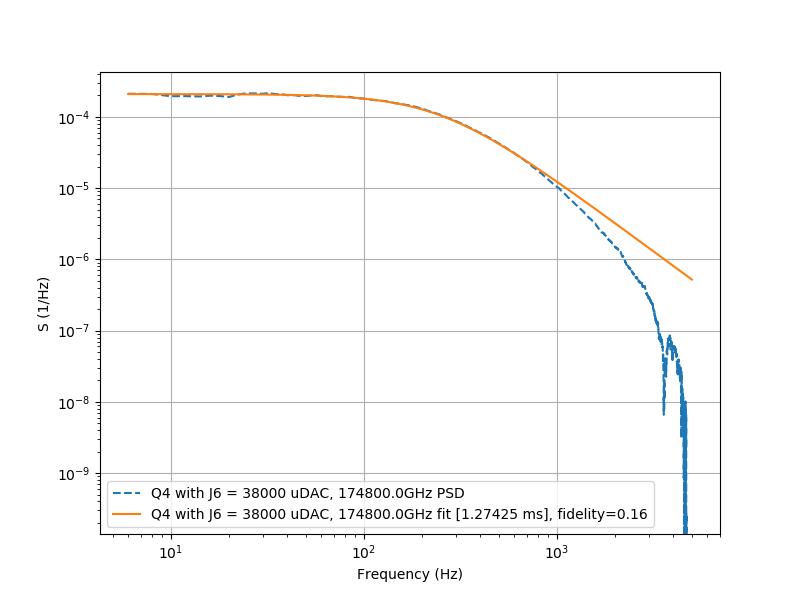 10⁻⁴
10⁻⁵
10⁻⁶
10⁻⁷
10⁻⁸
10⁻⁹
S (1/Hz)
Q4 with J6 = 38000 uDAC, 174800.0GHz PSD
Q4 with J6 = 38000 uDAC, 174800.0GHz fit [1.27425 ms], fidelity=0.16
10¹ 10² 10³
Frequency (Hz)